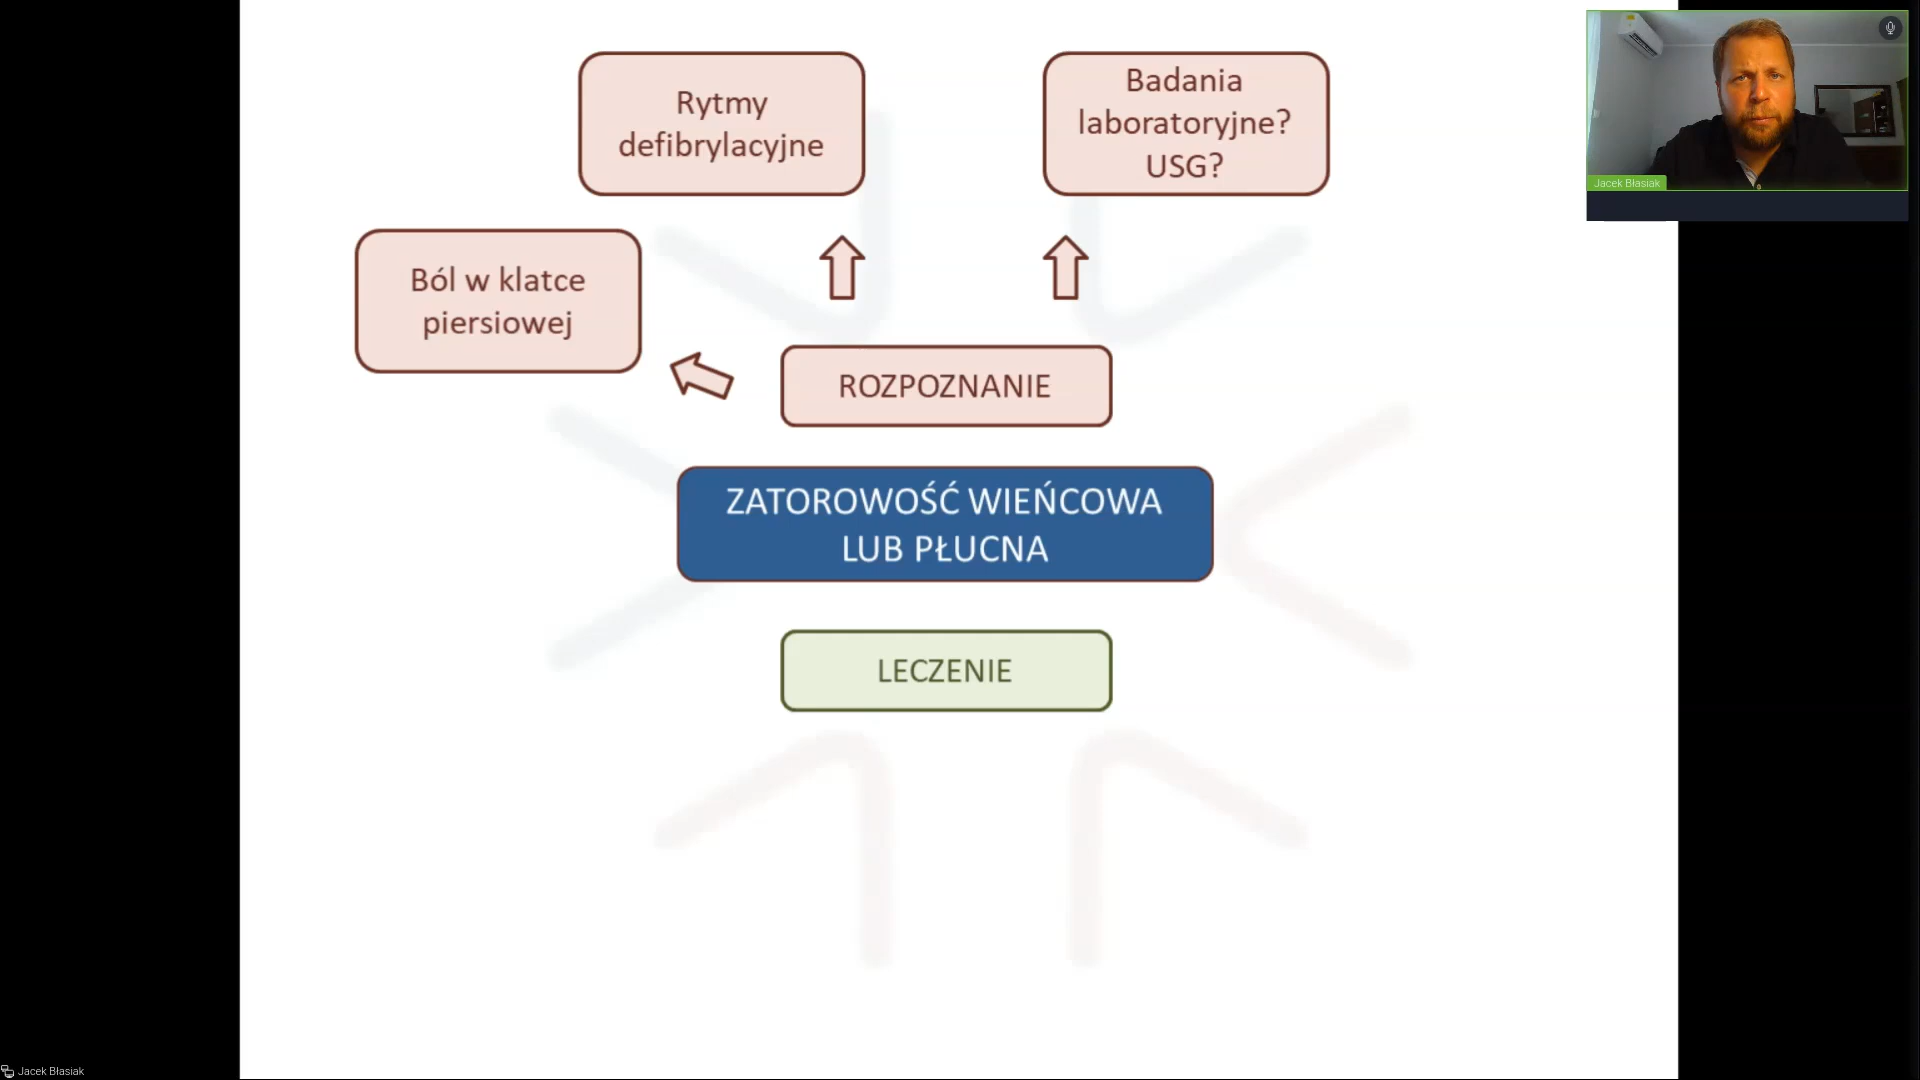 Rytmy
defibrylacyjne
Badania
laboratoryjne?
USG?
Jacek Błasiak
Ból w klatce
piersiowej
ROZPOZNANIE
ZATOROWOŚĆ WIEŃCOWA
LUB PŁUCNA
LECZENIE
Jacek Błasiak